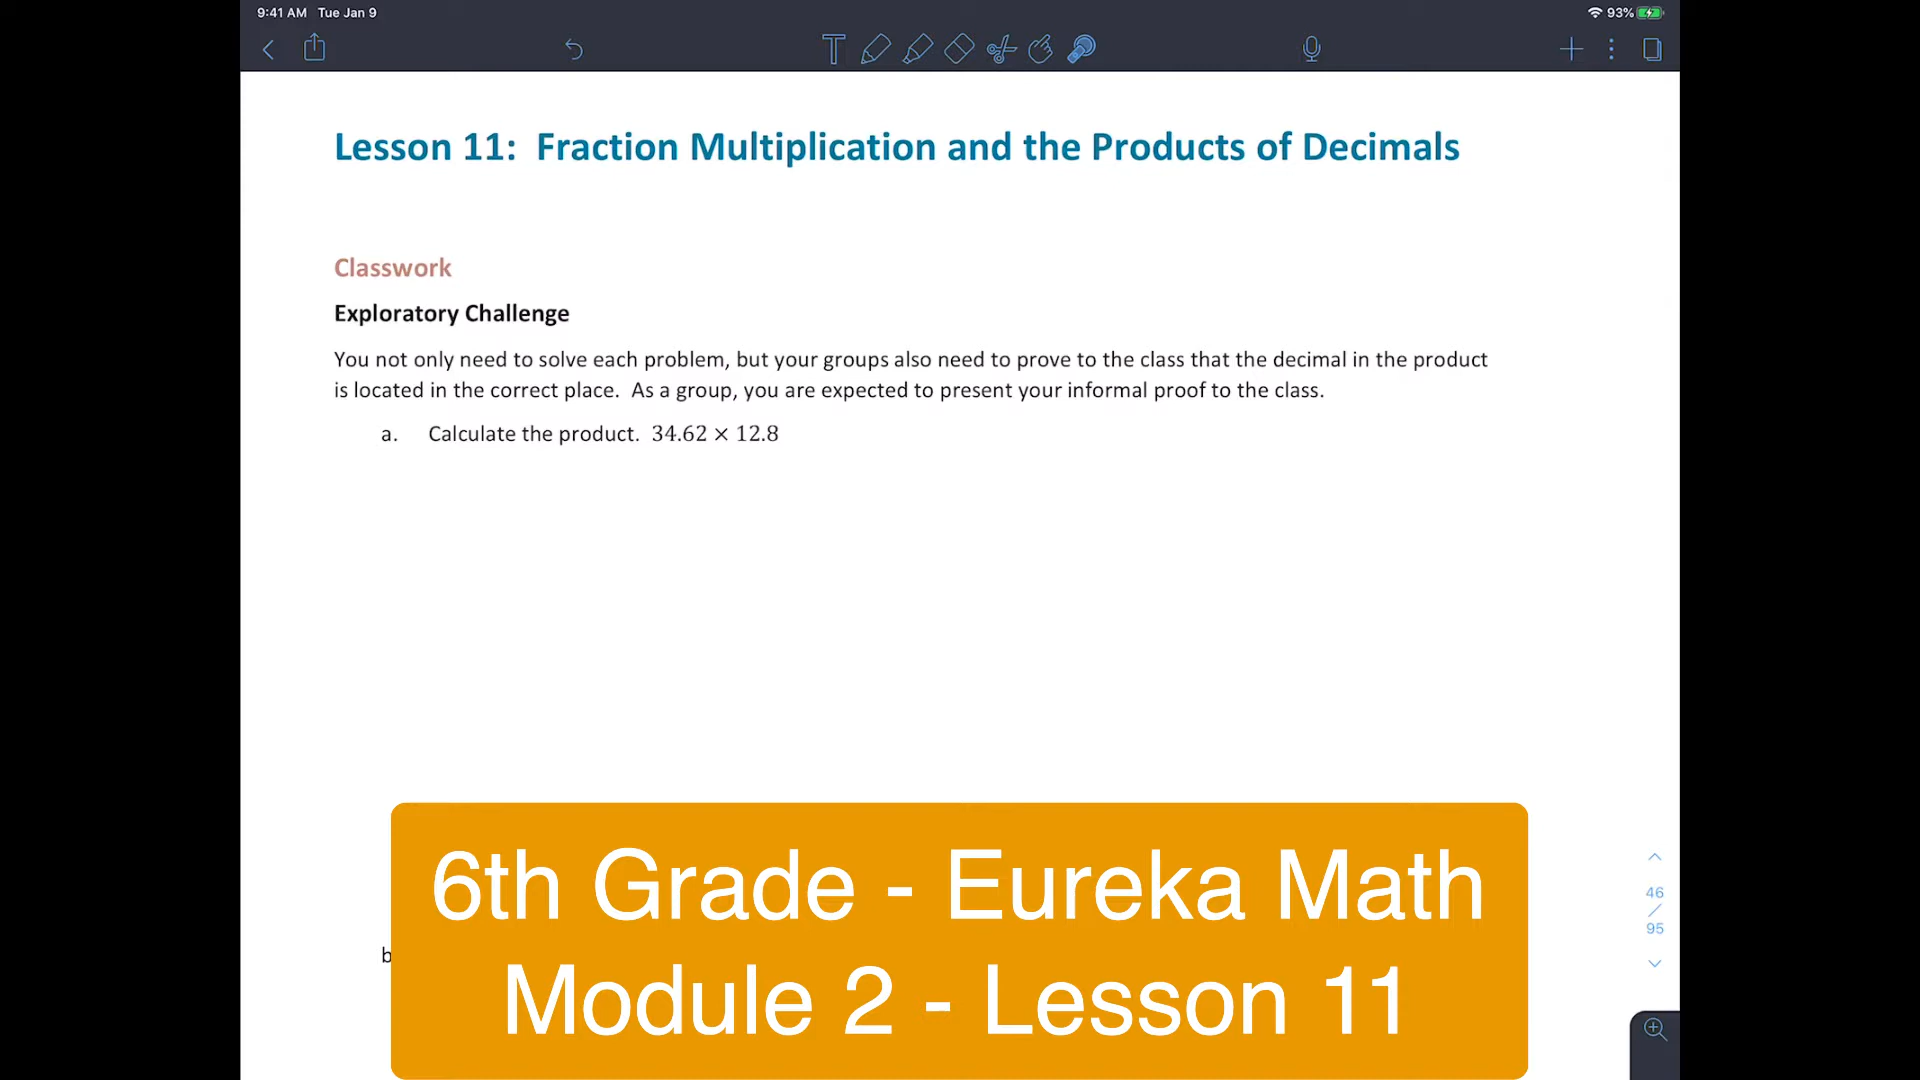 9:41 AM Tue Jan 9
93%
Lesson 11: Fraction Multiplication and the Products of Decimals
Classwork
Exploratory Challenge
You not only need to solve each problem, but your groups also need to prove to the class that the decimal in the product
is located in the correct place. As a group, you are expected to present your informal proof to the class.
a. Calculate the product. 34.62 × 12.8
b
6th Grade - Eureka Math
Module 2 - Lesson 11
46
/
95